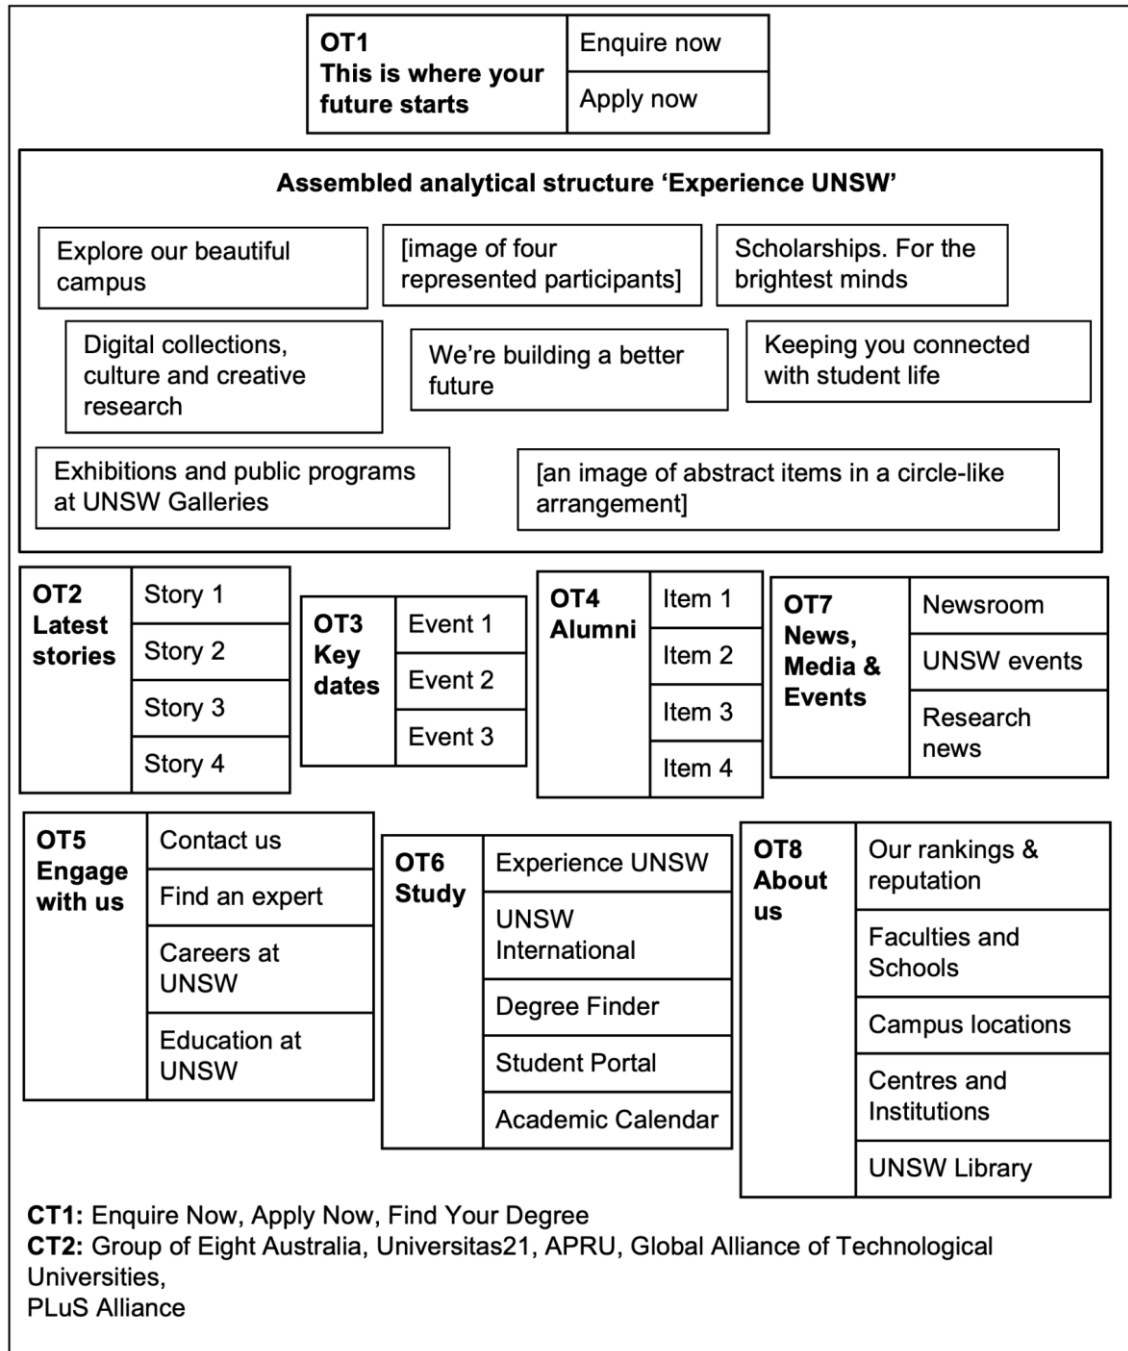 OT1
This is where your
future starts
Enquire now
Apply now
Assembled analytical structure ‘Experience UNSW’
Explore our beautiful
campus
[image of four
represented participants]
Scholarships. For the
brightest minds
Digital collections,
culture and creative
research
We’re building a better
future
Keeping you connected
with student life
Exhibitions and public programs
at UNSW Galleries
[an image of abstract items in a circle-like
arrangement]
OT2
Latest
stories
Story 1
Story 2
Story 3
Story 4
OT3
Key
dates
Event 1
Event 2
Event 3
OT4
Alumni
Item 1
Item 2
Item 3
Item 4
OT7
News,
Media &
Events
Newsroom
UNSW events
Research
news
OT5
Engage
with us
Contact us
Find an expert
Careers at
UNSW
Education at
UNSW
OT6
Study
Experience UNSW
UNSW
International
Degree Finder
Student Portal
Academic Calendar
OT8
About
us
Our rankings &
reputation
Faculties and
Schools
Campus locations
Centres and
Institutions
UNSW Library
CT1: Enquire Now, Apply Now, Find Your Degree
CT2: Group of Eight Australia, Universitas21, APRU, Global Alliance of Technological
Universities,
PLuS Alliance